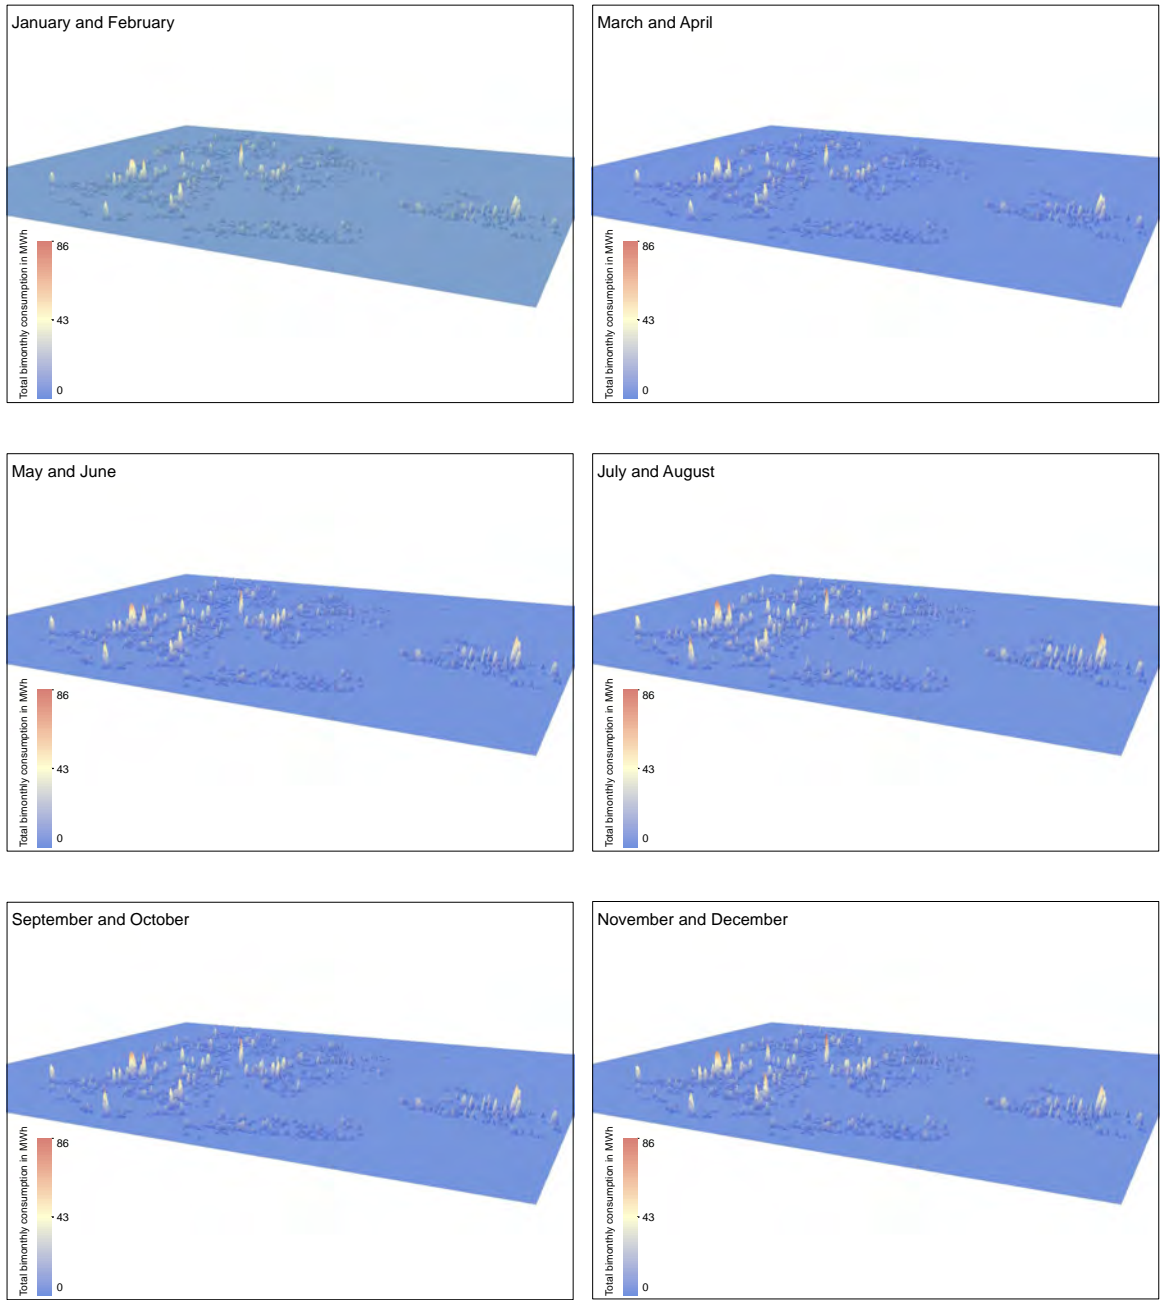 January and February
Total bimonthly consumption in MWh
86
43
0
March and April
Total bimonthly consumption in MWh
86
43
0
May and June
Total bimonthly consumption in MWh
86
43
0
July and August
Total bimonthly consumption in MWh
86
43
0
September and October
Total bimonthly consumption in MWh
86
43
0
November and December
Total bimonthly consumption in MWh
86
43
0